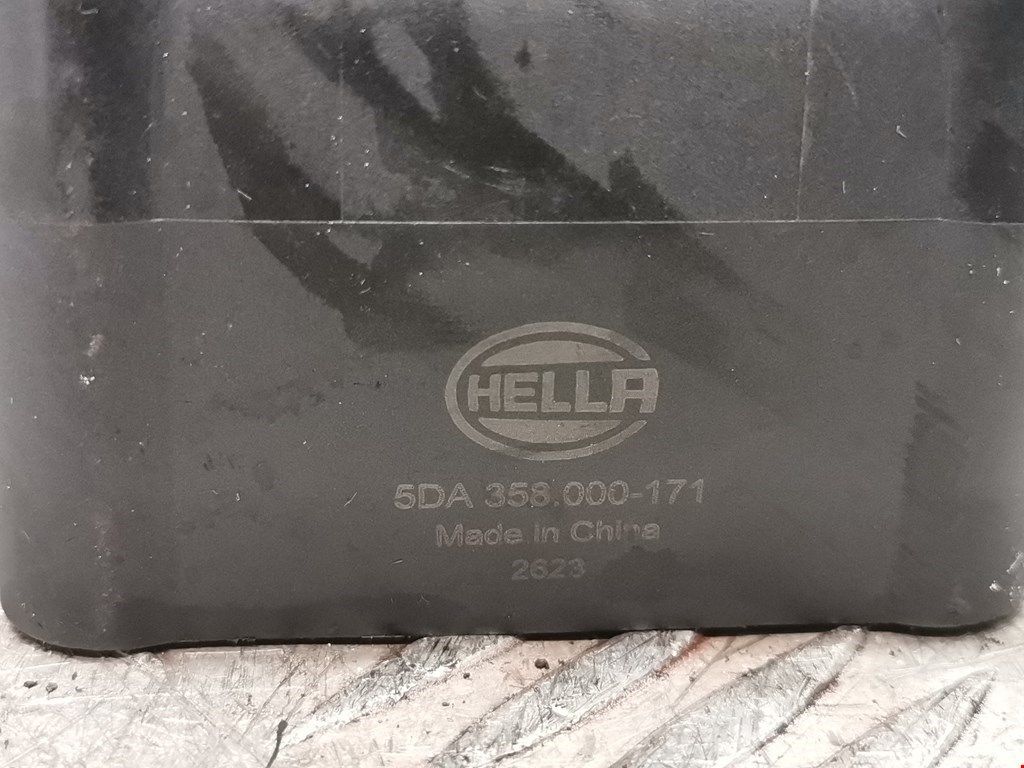 HELLA
5DA 358.000-171
Made in China
2623